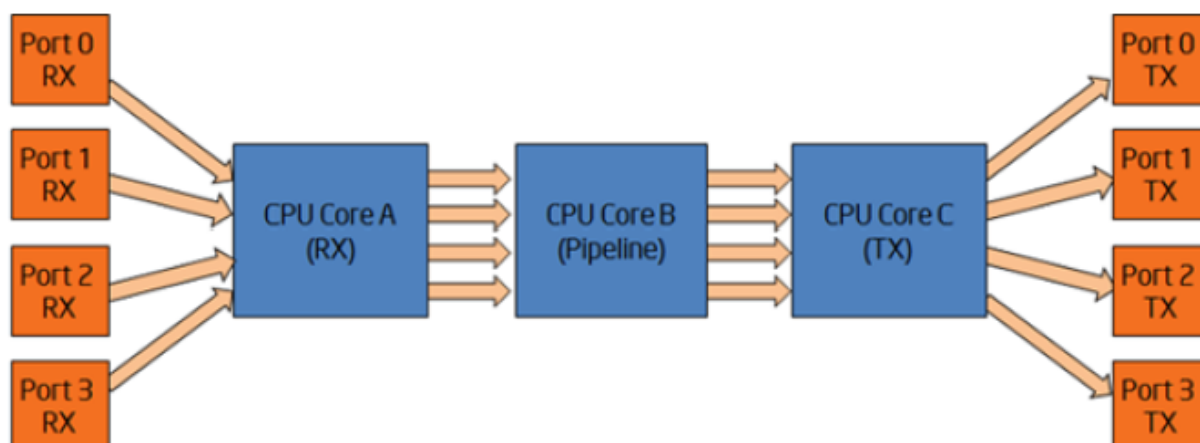 Port 0
RX
Port 1
RX
Port 2
RX
Port 3
RX
CPU Core A
(RX)
CPU Core B
(Pipeline)
CPU Core C
(TX)
Port 0
TX
Port 1
TX
Port 2
TX
Port 3
TX